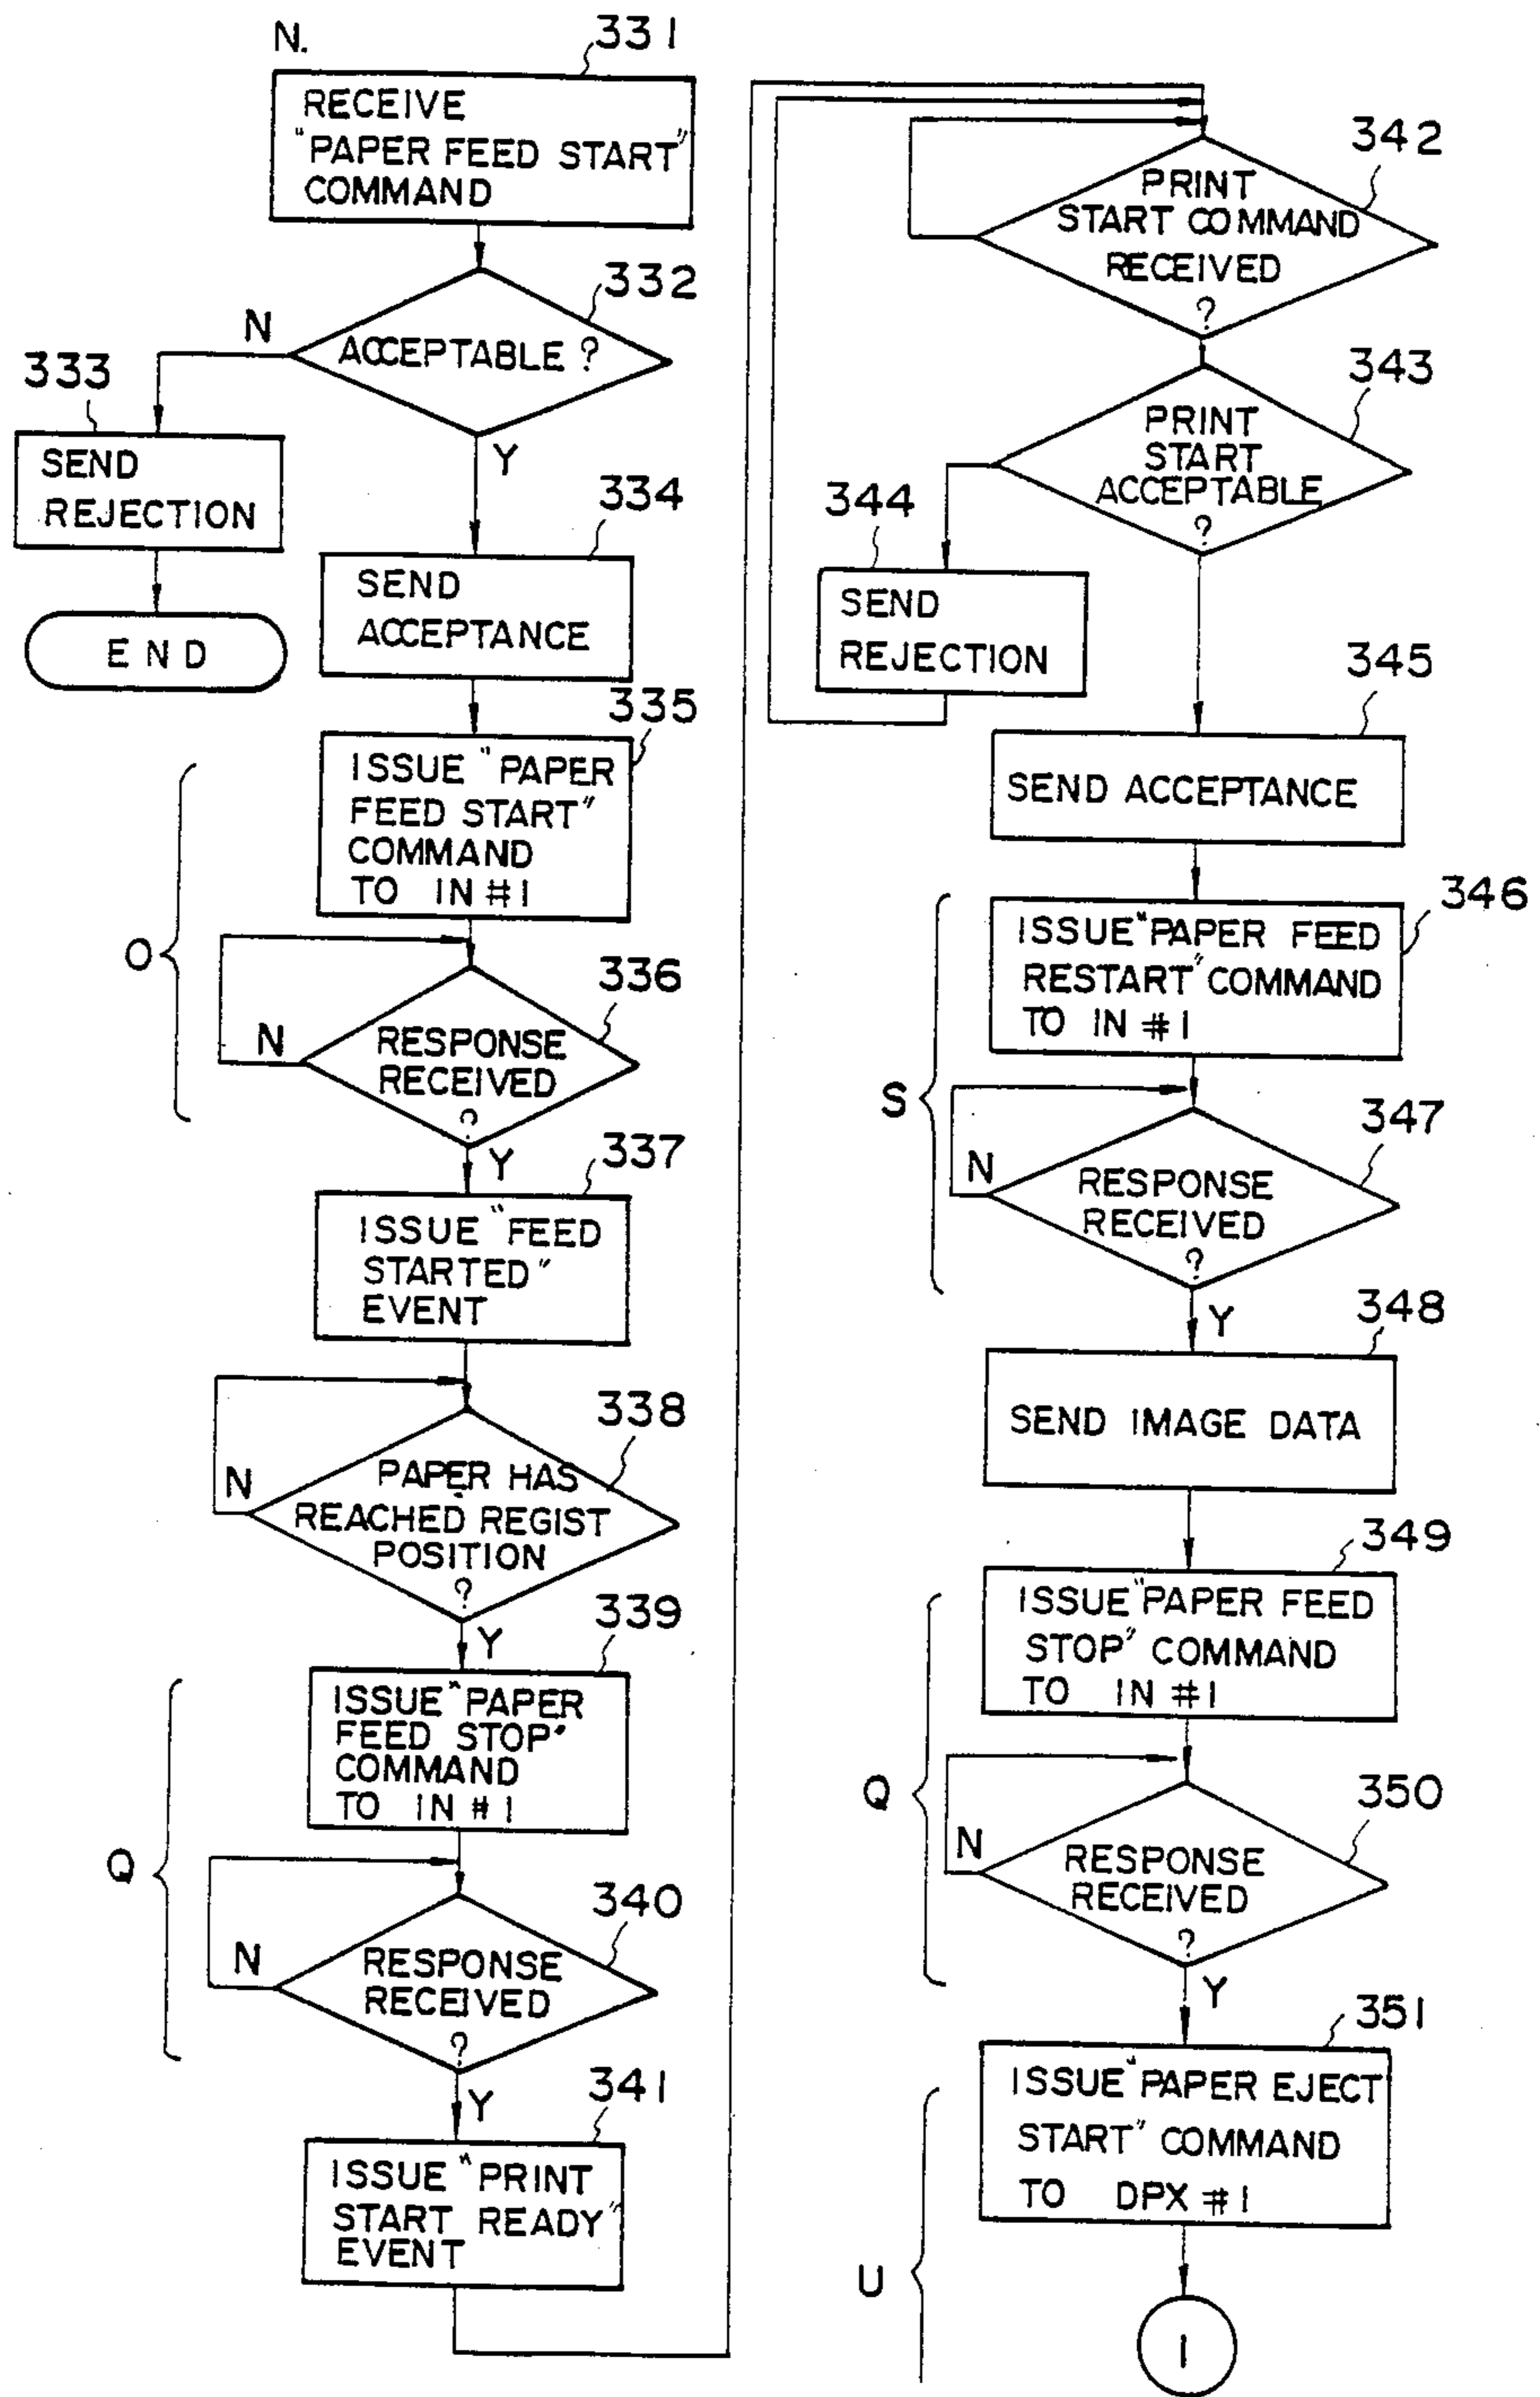 N.
331
RECEIVE
"PAPER FEED START"
COMMAND
332
N
ACCEPTABLE ?
Y
333
SEND
REJECTION
END
334
SEND
ACCEPTANCE
335
ISSUE "PAPER
FEED START"
COMMAND
TO IN #1
O
336
N
RESPONSE
RECEIVED
?
Y
337
ISSUE "FEED
STARTED"
EVENT
338
N
PAPER HAS
REACHED REGIST
POSITION
?
Y
339
ISSUE "PAPER
FEED STOP"
COMMAND
TO IN #1
Q
340
N
RESPONSE
RECEIVED
?
Y
341
ISSUE "PRINT
START READY"
EVENT
342
PRINT
START COMMAND
RECEIVED
?
343
PRINT
START
ACCEPTABLE
?
344
SEND
REJECTION
345
SEND ACCEPTANCE
346
ISSUE "PAPER FEED
RESTART" COMMAND
TO IN #1
S
347
N
RESPONSE
RECEIVED
?
Y
348
SEND IMAGE DATA
349
ISSUE "PAPER FEED
STOP" COMMAND
TO IN #1
Q
350
N
RESPONSE
RECEIVED
?
Y
351
ISSUE "PAPER EJECT
START" COMMAND
TO DPX #1
U
1